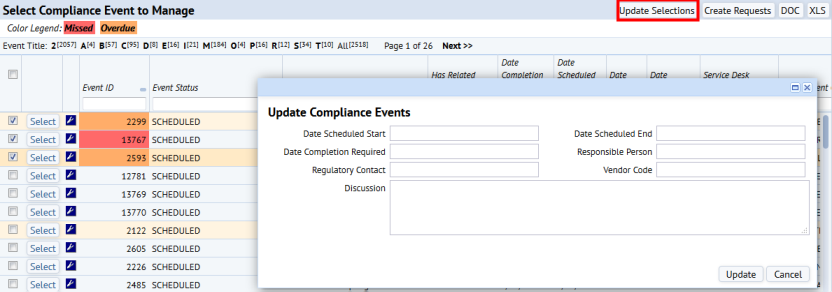 Select Compliance Event to Manage
Update Selections Create Requests DOC XLS
Color Legend: Missed Overdue
Event Title: 2[2057] A[4] B[57] C[95] D[8] E[16] I[21] M[184] O[4] P[16] R[12] S[34] T[10] All[2518] Page 1 of 26 Next >>
Event ID Event Status Has Related Date Completion Date Scheduled Date Date Service Desk
Select 2299 SCHEDULED
Select 13767 SCHEDULED
Select 2593 SCHEDULED
Select 12781 SCHEDULED
Select 13769 SCHEDULED
Select 13770 SCHEDULED
Select 2122 SCHEDULED
Select 2605 SCHEDULED
Select 2226 SCHEDULED
Select 2485 SCHEDULED
Update Compliance Events
Date Scheduled Start Date Scheduled End
Date Completion Required Responsible Person
Regulatory Contact Vendor Code
Discussion
Update Cancel